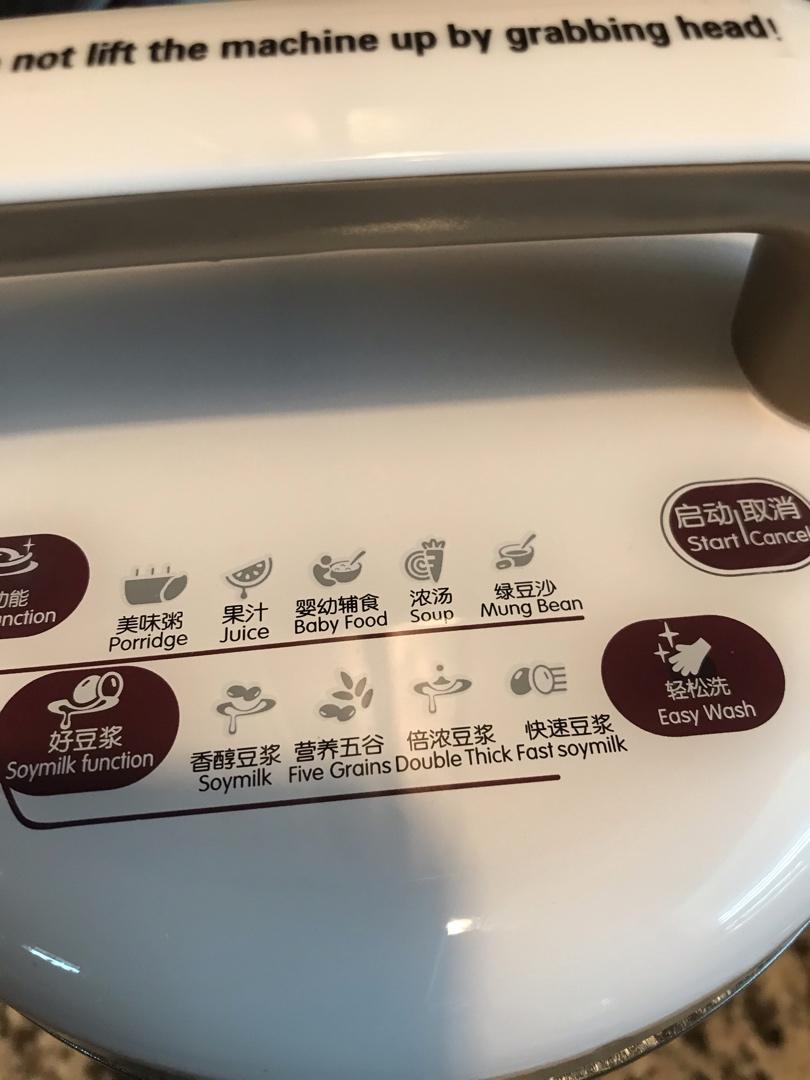 not lift the machine up by grabbing head!
启动|取消
Start Cancel
功能
美味粥
Porridge
果汁
Juice
婴幼辅食
Baby Food
浓汤
Soup
绿豆沙
Mung Bean
好豆浆
Soymilk function
香醇豆浆
Soymilk
营养五谷
Five Grains
倍浓豆浆
Double Thick
快速豆浆
Fast soymilk
轻松洗
Easy Wash